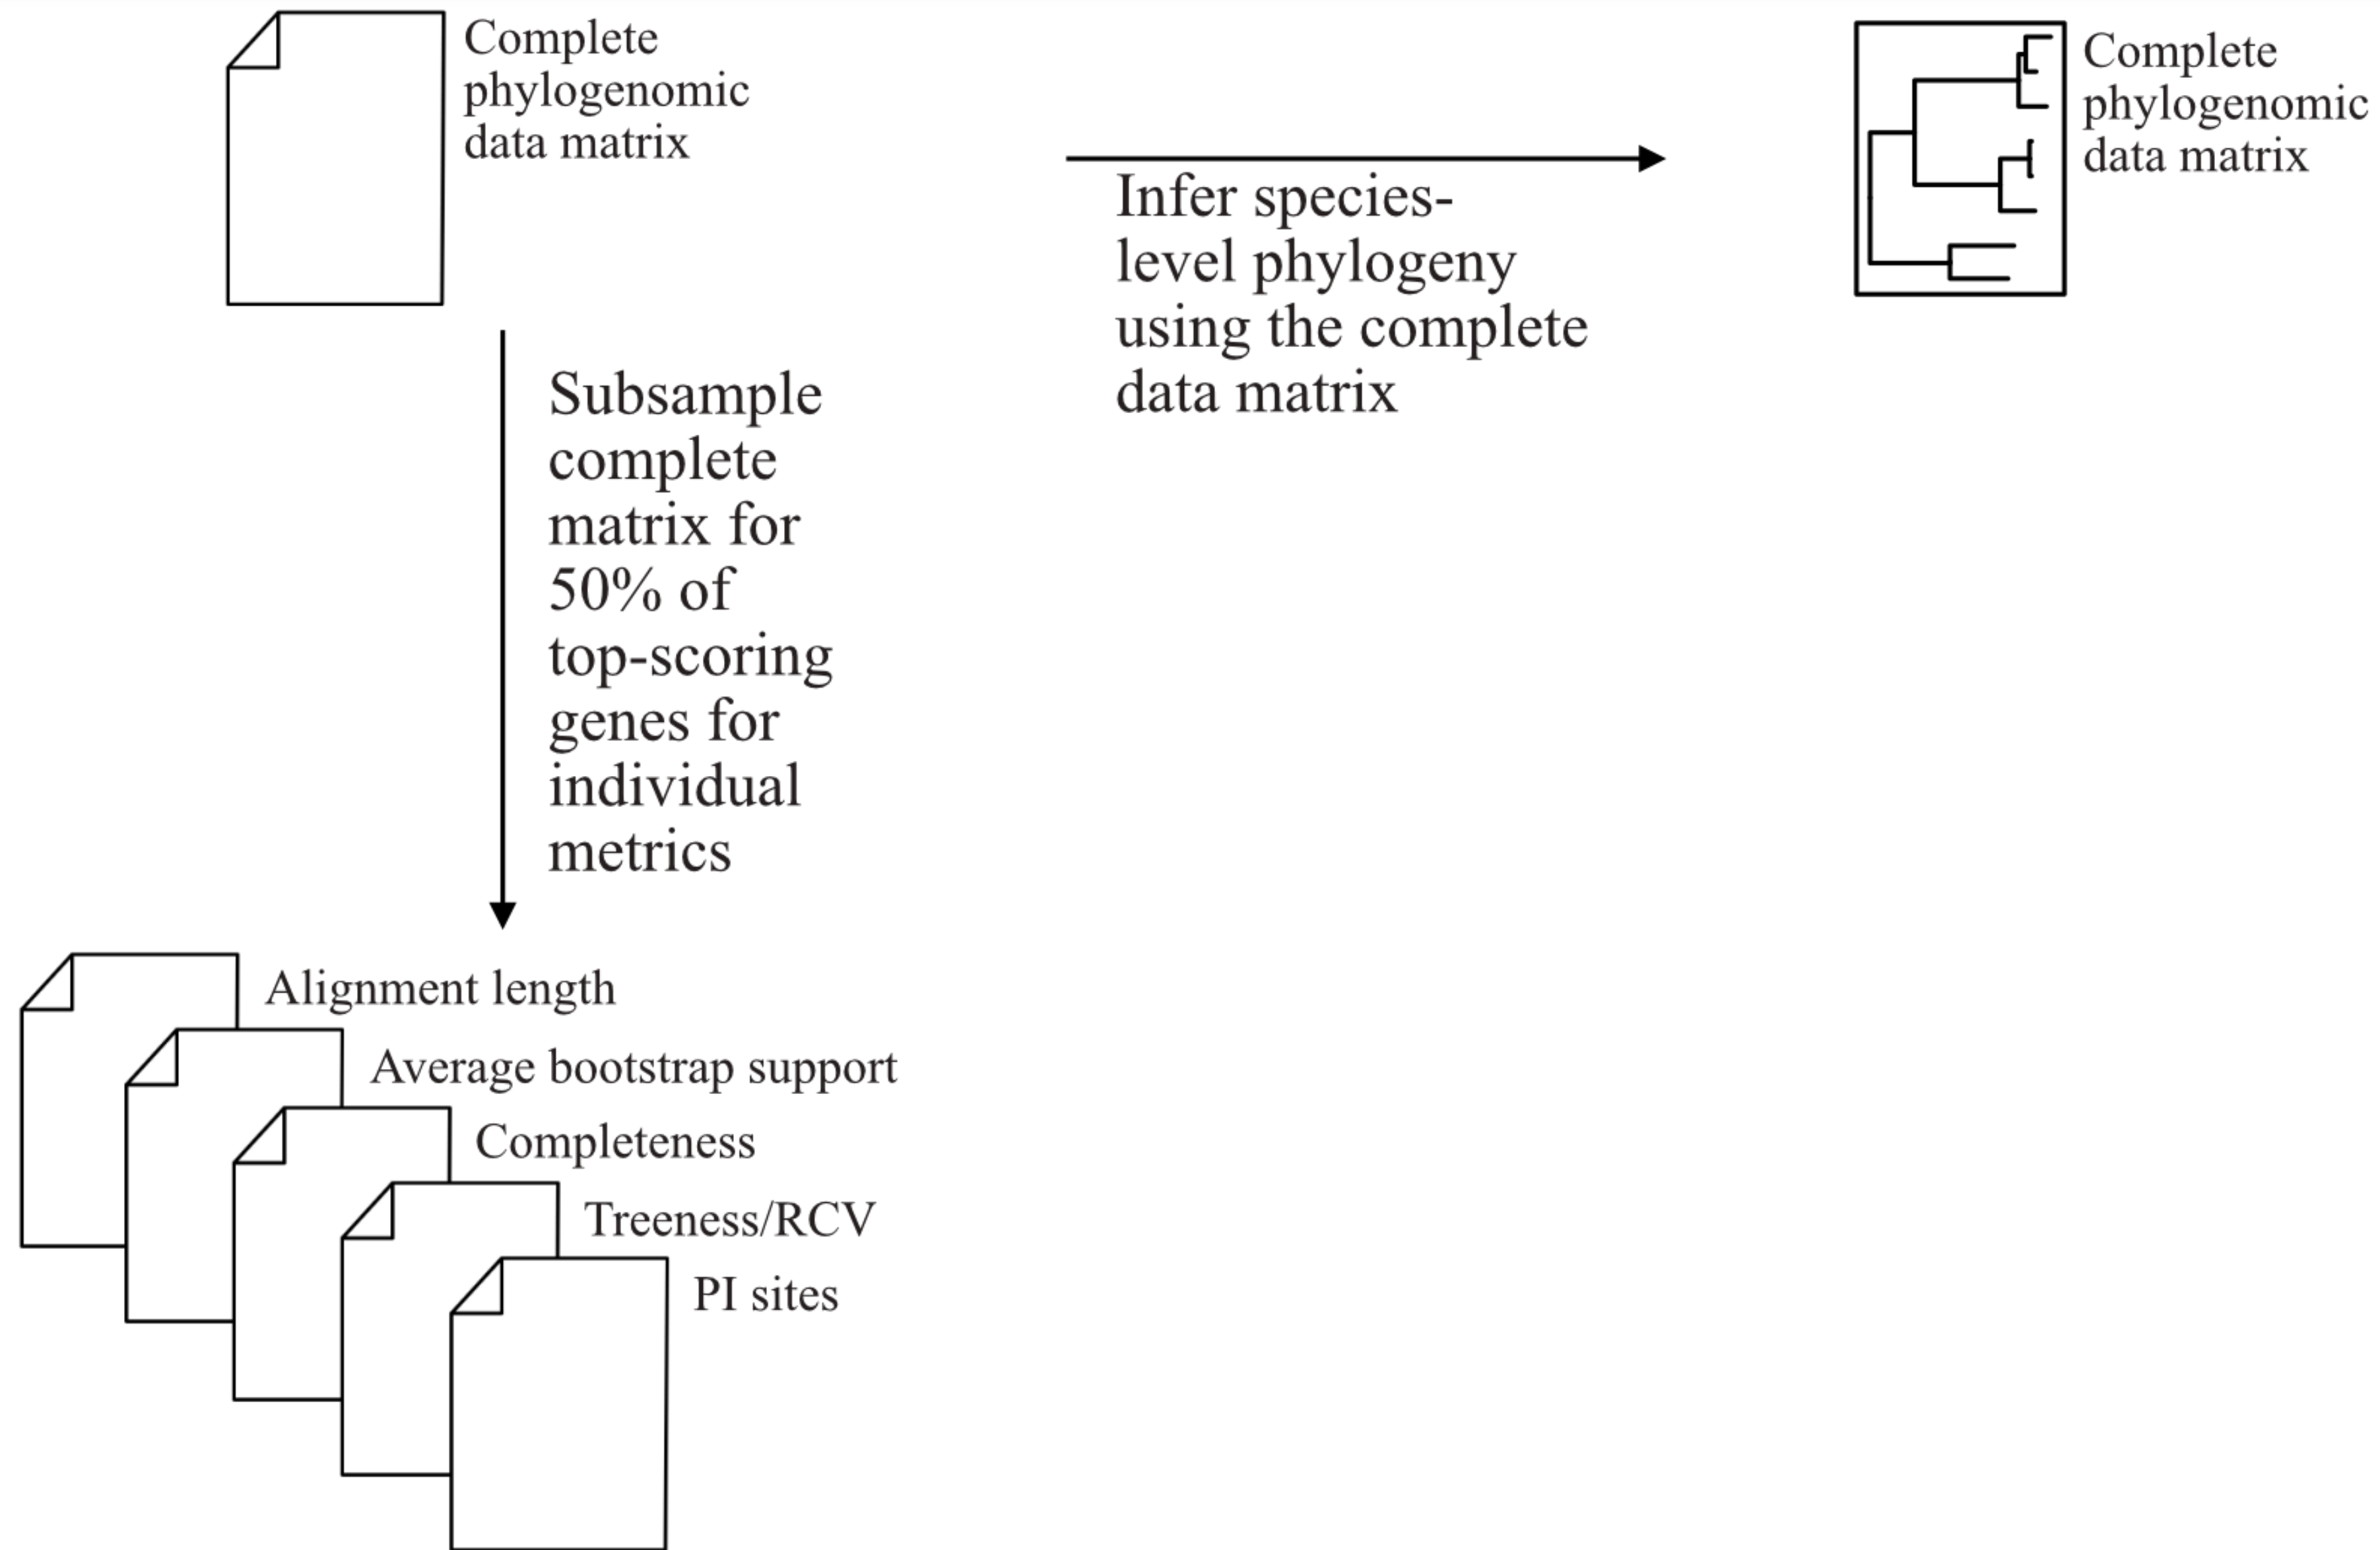 Complete
phylogenomic
data matrix
Infer species-
level phylogeny
using the complete
data matrix
Complete
phylogenomic
data matrix
Subsample
complete
matrix for
50% of
top-scoring
genes for
individual
metrics
Alignment length
Average bootstrap support
Completeness
Treeness/RCV
PI sites